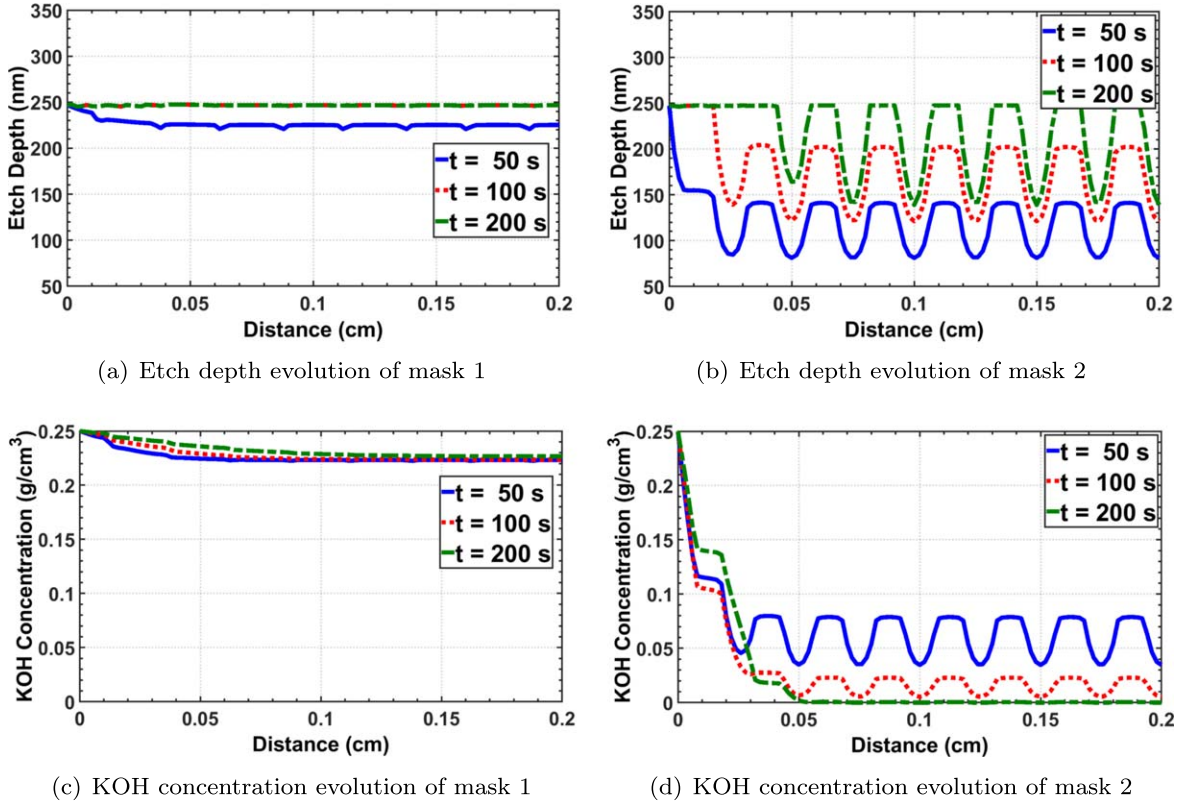 350
300
250
200
150
100
50
Etch Depth (nm)
t = 50 s
t = 100 s
t = 200 s
0 0.05 0.1 0.15 0.2
Distance (cm)
(a) Etch depth evolution of mask 1
350
300
250
200
150
100
50
Etch Depth (nm)
t = 50 s
t = 100 s
t = 200 s
0 0.05 0.1 0.15 0.2
Distance (cm)
(b) Etch depth evolution of mask 2
0.25
0.2
0.15
0.1
0.05
0
KOH Concentration (g/cm³)
t = 50 s
t = 100 s
t = 200 s
0 0.05 0.1 0.15 0.2
Distance (cm)
(c) KOH concentration evolution of mask 1
0.25
0.2
0.15
0.1
0.05
0
KOH Concentration (g/cm³)
t = 50 s
t = 100 s
t = 200 s
0 0.05 0.1 0.15 0.2
Distance (cm)
(d) KOH concentration evolution of mask 2